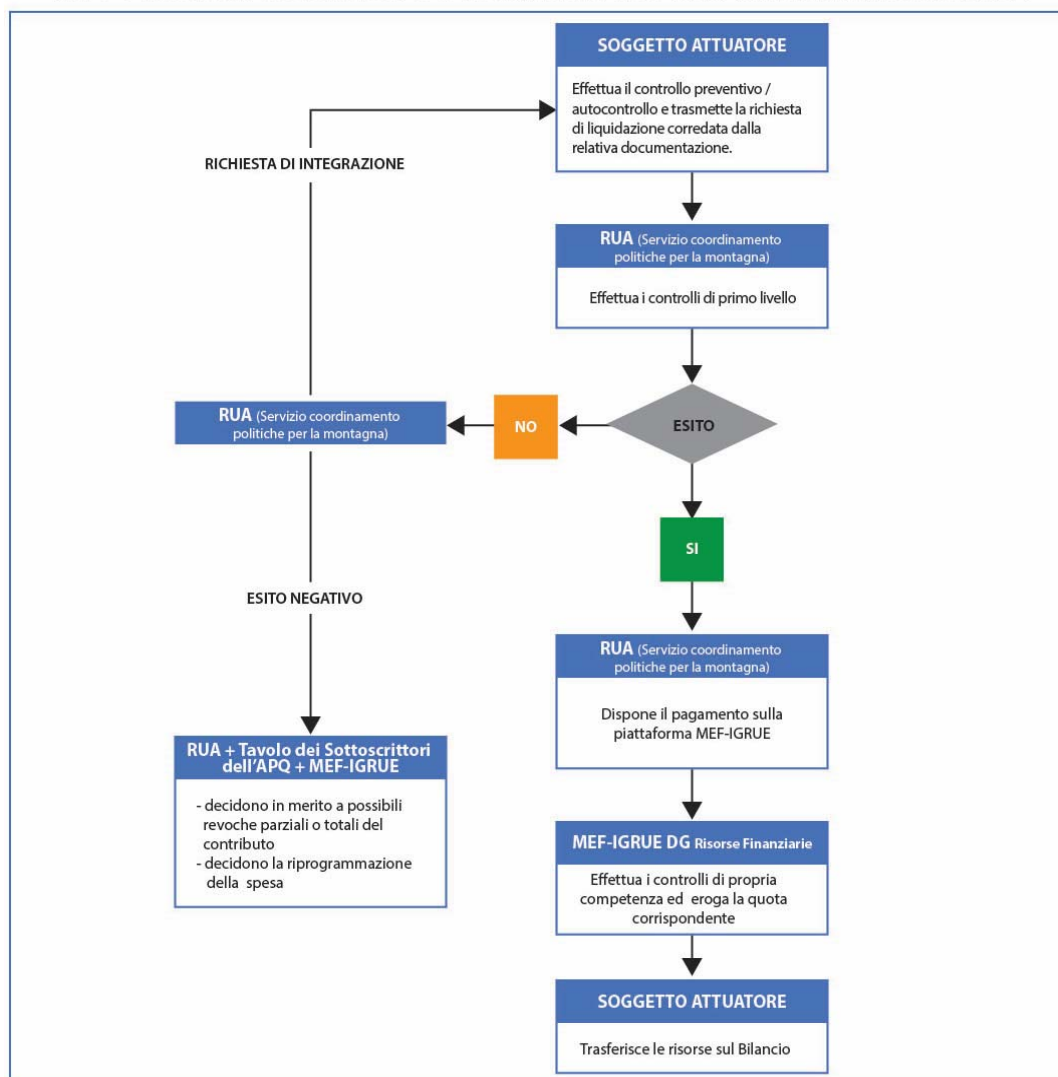 SOGGETTO ATTUATORE
Effettua il controllo preventivo /
autocontrollo e trasmette la richiesta
di liquidazione corredata dalla
relativa documentazione.
RICHIESTA DI INTEGRAZIONE
RUA (Servizio coordinamento
politiche per la montagna)
Effettua i controlli di primo livello
RUA (Servizio coordinamento
politiche per la montagna)
NO
ESITO
SI
ESITO NEGATIVO
RUA (Servizio coordinamento
politiche per la montagna)
Dispone il pagamento sulla
piattaforma MEF-IGRUE
RUA + Tavolo dei Sottoscrittori
dell'APQ + MEF-IGRUE
- decidono in merito a possibili
revoche parziali o totali del
contributo
- decidono la riprogrammazione
della spesa
MEF-IGRUE DG Risorse Finanziarie
Effettua i controlli di propria
competenza ed eroga la quota
corrispondente
SOGGETTO ATTUATORE
Trasferisce le risorse sul Bilancio